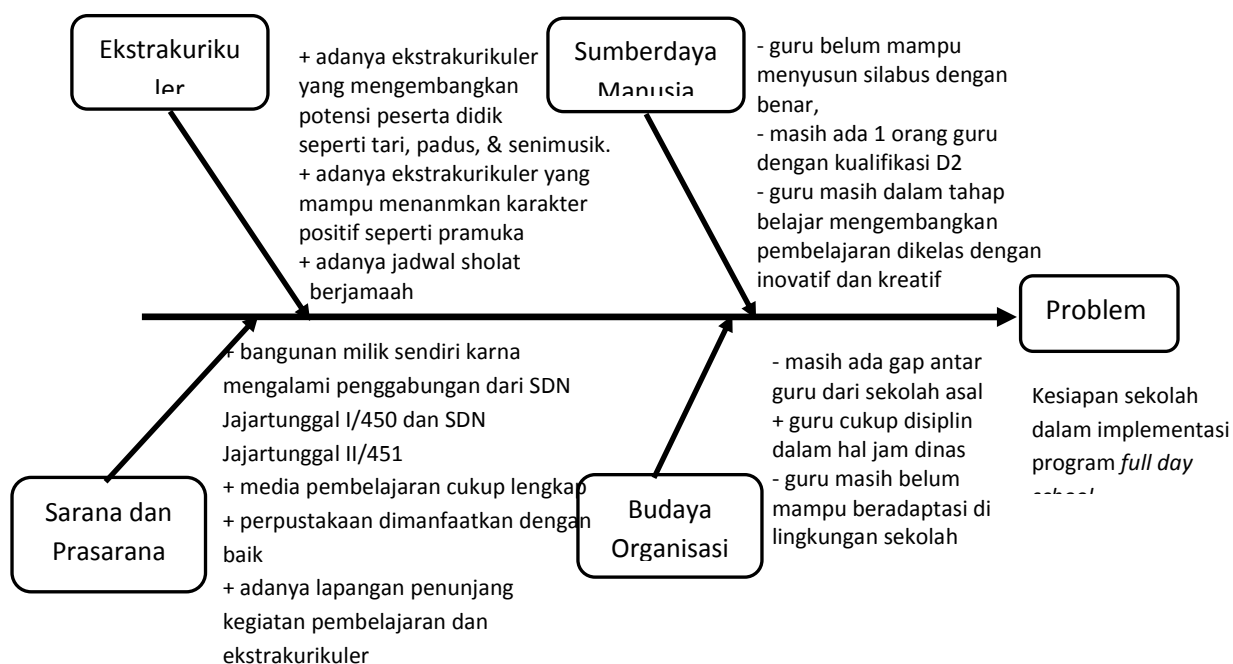 Ekstrakuriku
ler
+ adanya ekstrakurikuler
yang mengembangkan
potensi peserta didik
seperti tari, padus, & senimusik.
+ adanya ekstrakurikuler yang
mampu menanmkan karakter
positif seperti pramuka
+ adanya jadwal sholat
berjamaah
Sumberdaya
Manusia
- guru belum mampu
menyusun silabus dengan
benar,
- masih ada 1 orang guru
dengan kualifikasi D2
- guru masih dalam tahap
belajar mengembangkan
pembelajaran dikelas dengan
inovatif dan kreatif
Problem
Kesiapan sekolah
dalam implementasi
program full day
school
Sarana dan
Prasarana
+ bangunan milik sendiri karna
mengalami penggabungan dari SDN
Jajartunggal I/450 dan SDN
Jajartunggal II/451
+ media pembelajaran cukup lengkap
+ perpustakaan dimanfaatkan dengan
baik
+ adanya lapangan penunjang
kegiatan pembelajaran dan
ekstrakurikuler
Budaya
Organisasi
- masih ada gap antar
guru dari sekolah asal
+ guru cukup disiplin
dalam hal jam dinas
- guru masih belum
mampu beradaptasi di
lingkungan sekolah